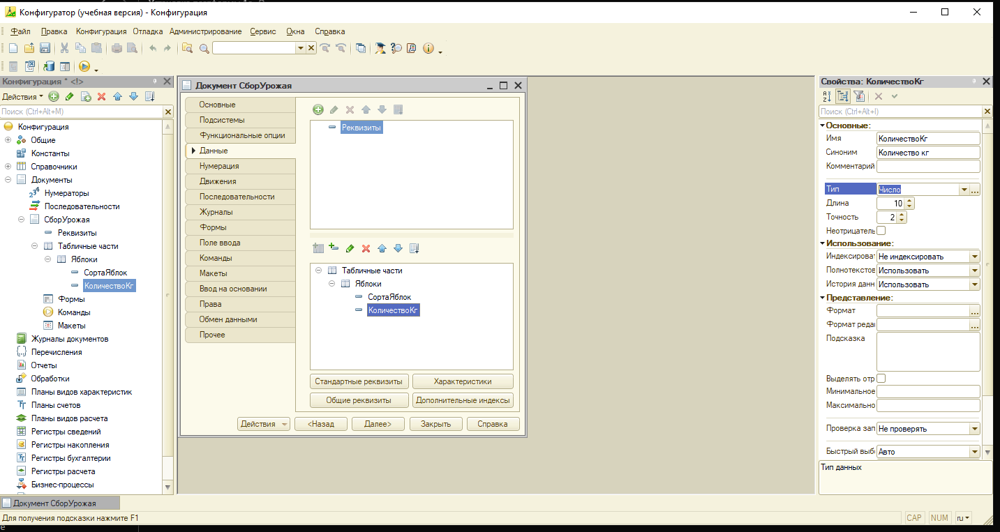 Конфигуратор (учебная версия) - Конфигурация
Файл Правка Конфигурация Отладка Администрирование Сервис Окна Справка
Конфигурация * <!>
Действия
Поиск (Ctrl+Alt+M)
Конфигурация
Общие
Константы
Справочники
Документы
Нумераторы
Последовательности
СборУрожая
Реквизиты
Табличные части
Яблоки
СортаЯблок
КоличествоКг
Формы
Команды
Макеты
Журналы документов
Перечисления
Отчеты
Обработки
Планы видов характеристик
Планы счетов
Планы видов расчета
Регистры сведений
Регистры накопления
Регистры бухгалтерии
Регистры расчета
Бизнес-процессы
Документ СборУрожая
Основные
Подсистемы
Функциональные опции
Данные
Нумерация
Движения
Последовательности
Журналы
Формы
Поле ввода
Команды
Макеты
Ввод на основании
Права
Обмен данными
Прочее
Реквизиты
Табличные части
Яблоки
СортаЯблок
КоличествоКг
Стандартные реквизиты Характеристики
Общие реквизиты Дополнительные индексы
Действия <Назад Далее> Закрыть Справка
Свойства: КоличествоКг
Поиск (Ctrl+Alt+I)
Основные:
Имя КоличествоКг
Синоним Количество кг
Комментарий
Тип Число ...
Длина 10
Точность 2
Неотрицатель
Использование:
Индексироват Не индексировать
Полнотекстов Использовать
История данн Использовать
Представление:
Формат ...
Формат реда ...
Подсказка
Выделять отр
Минимальное
Максимально
Проверка зап Не проверять
Быстрый выб Авто
Тип данных
Документ СборУрожая
Для получения подсказки нажмите F1 CAP NUM ru